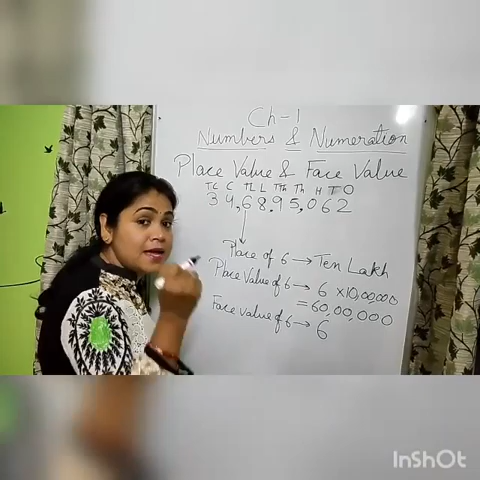 Ch-1
Numbers & Numeration
Place Value & Face Value
TC C TL L TTh Th H T O
34,68,95,062
Place of 6 → Ten Lakh
Place Value of 6 → 6 ×10,00,000
= 60,00,000
Face value of 6 → 6
InShOt